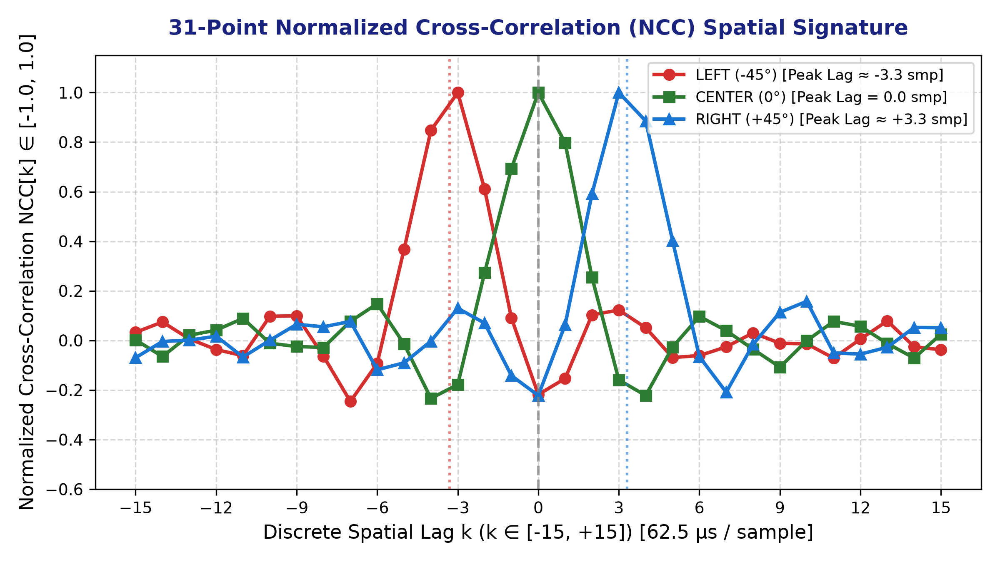 31-Point Normalized Cross-Correlation (NCC) Spatial Signature
Normalized Cross-Correlation NCC[k] ∈ [-1.0, 1.0]
1.0
0.8
0.6
0.4
0.2
0.0
−0.2
−0.4
−0.6
LEFT (-45°) [Peak Lag ≈ -3.3 smp]
CENTER (0°) [Peak Lag = 0.0 smp]
RIGHT (+45°) [Peak Lag ≈ +3.3 smp]
−15 −12 −9 −6 −3 0 3 6 9 12 15
Discrete Spatial Lag k (k ∈ [-15, +15]) [62.5 μs / sample]